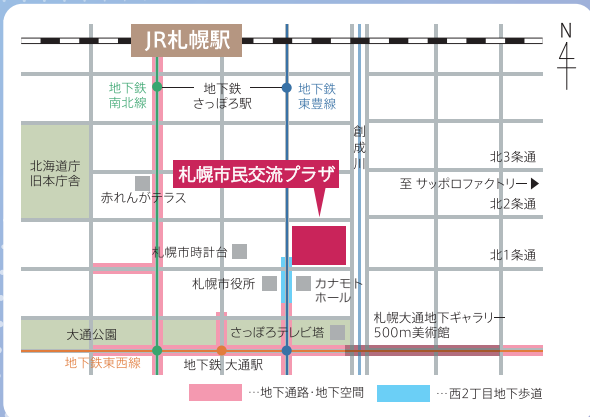 JR札幌駅
N
地下鉄
南北線
地下鉄
さっぽろ駅
地下鉄
東豊線
創成川
北海道庁
旧本庁舎
赤れんがテラス
札幌市民交流プラザ
北3条通
至 サッポロファクトリー
北2条通
札幌市時計台
北1条通
札幌市役所
カナモト
ホール
大通公園
さっぽろテレビ塔
札幌大通地下ギャラリー
500m美術館
地下鉄東西線
地下鉄 大通駅
…地下通路・地下空間
…西2丁目地下歩道